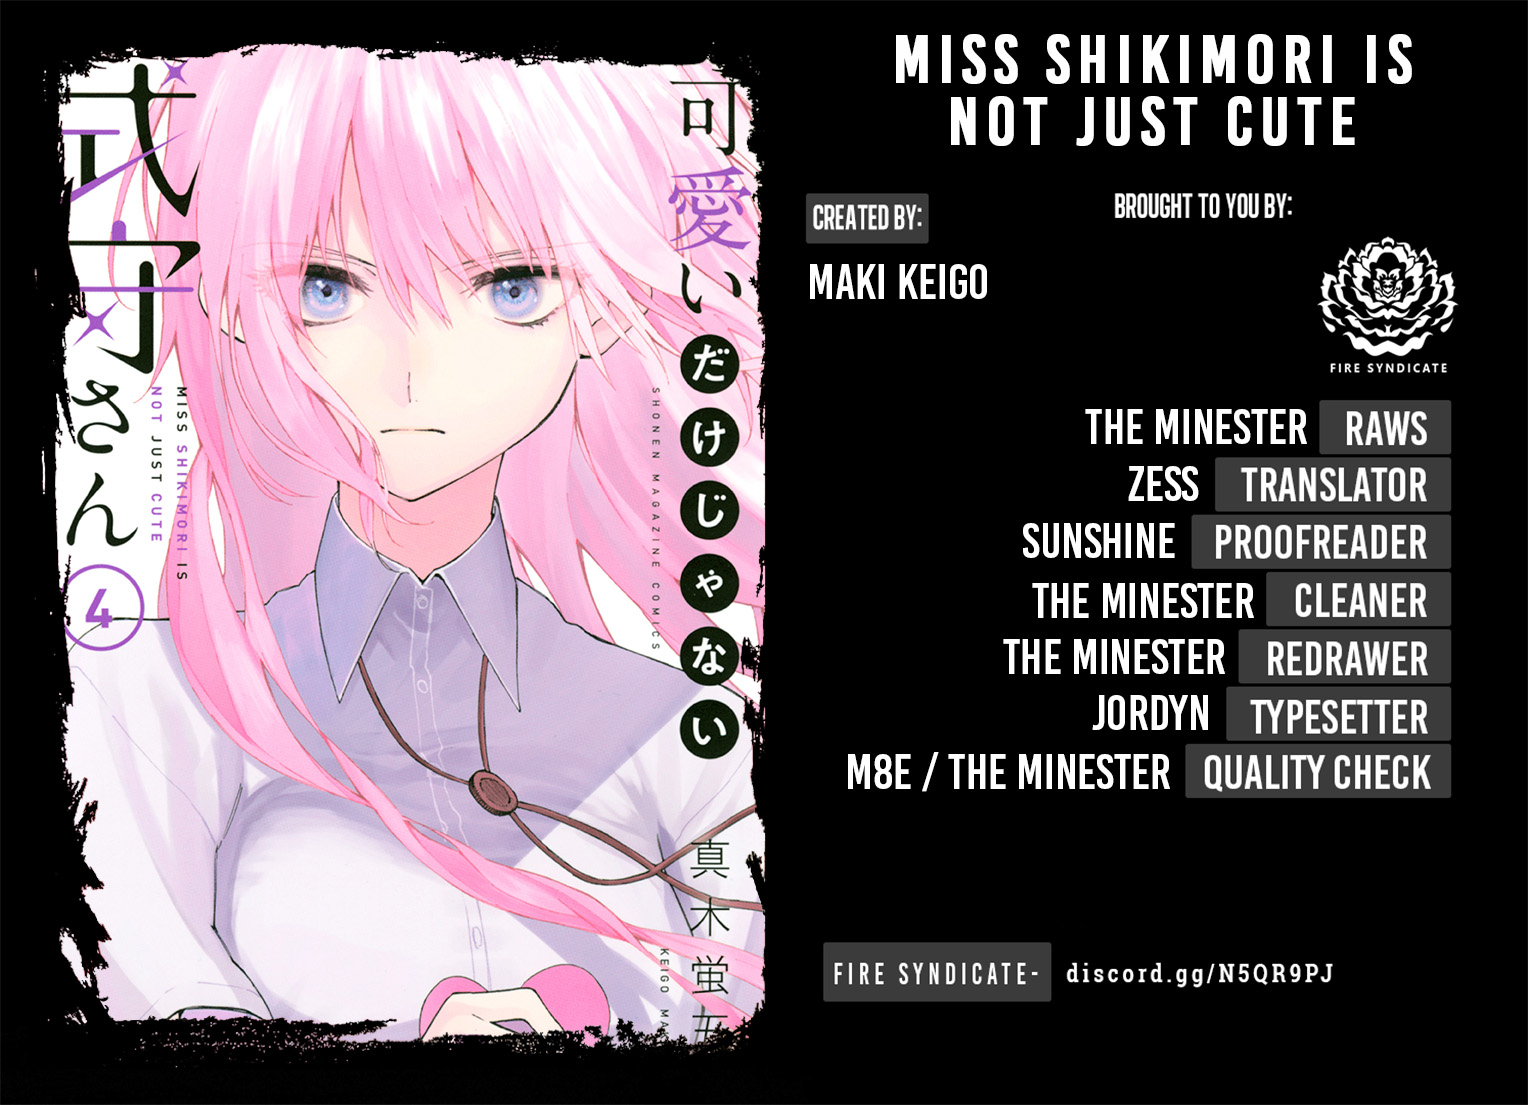 可愛いだけじゃない
式守さん
4
MISS SHIKIMORI IS
NOT JUST CUTE
SHONEN MAGAZINE COMICS
真木蛍五
KEIGO MA
MISS SHIKIMORI IS
NOT JUST CUTE
CREATED BY:
MAKI KEIGO
BROUGHT TO YOU BY:
FIRE SYNDICATE
THE MINESTER RAWS
ZESS TRANSLATOR
SUNSHINE PROOFREADER
THE MINESTER CLEANER
THE MINESTER REDRAWER
JORDYN TYPESETTER
M8E / THE MINESTER QUALITY CHECK
FIRE SYNDICATE- discord.gg/N5QR9PJ